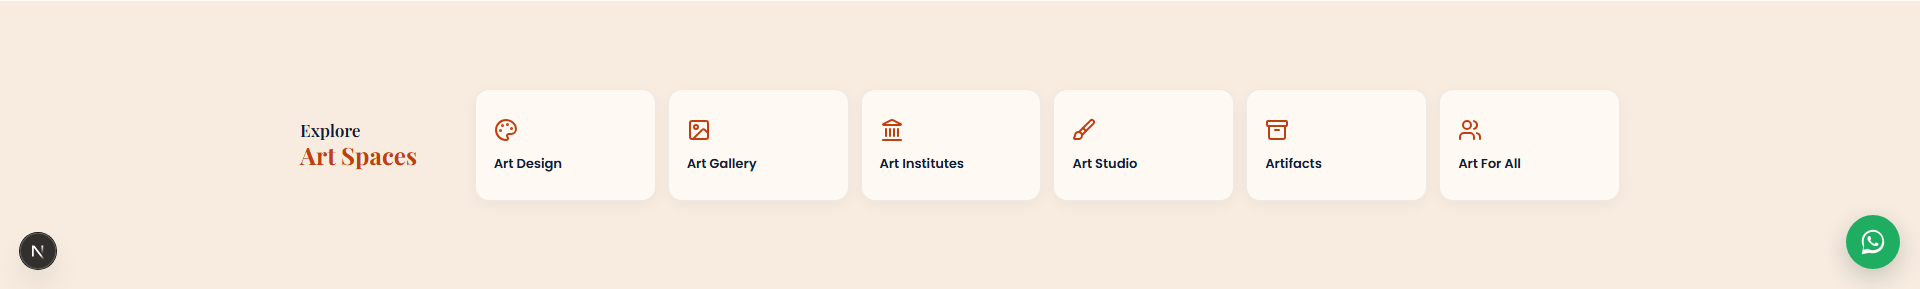 Explore
Art Spaces
Art Design
Art Gallery
Art Institutes
Art Studio
Artifacts
Art For All
N